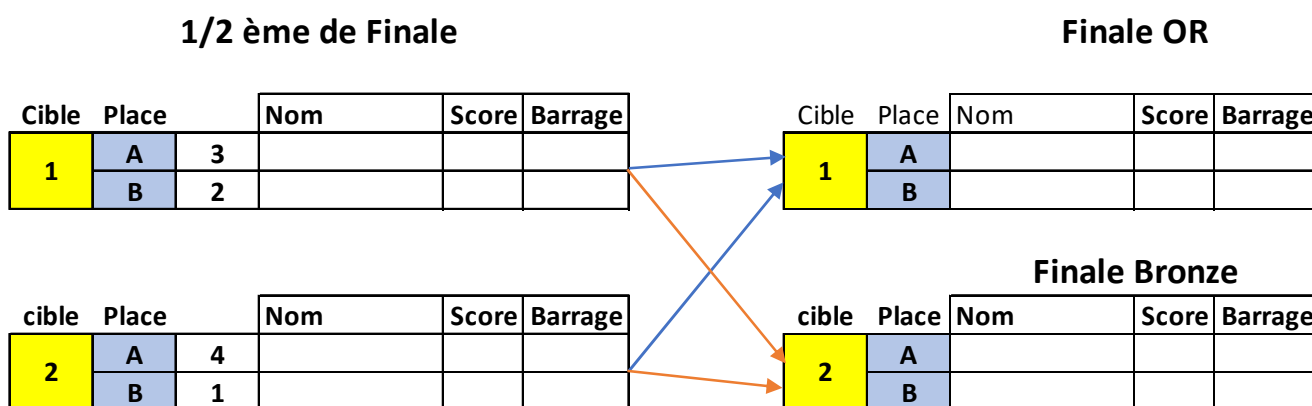 1/2 ème de Finale Finale OR
Cible Place Nom Score Barrage Cible Place Nom Score Barrage
1 A 3 1 A
B 2 B
Finale Bronze
cible Place Nom Score Barrage cible Place Nom Score Barrage
2 A 4 2 A
B 1 B